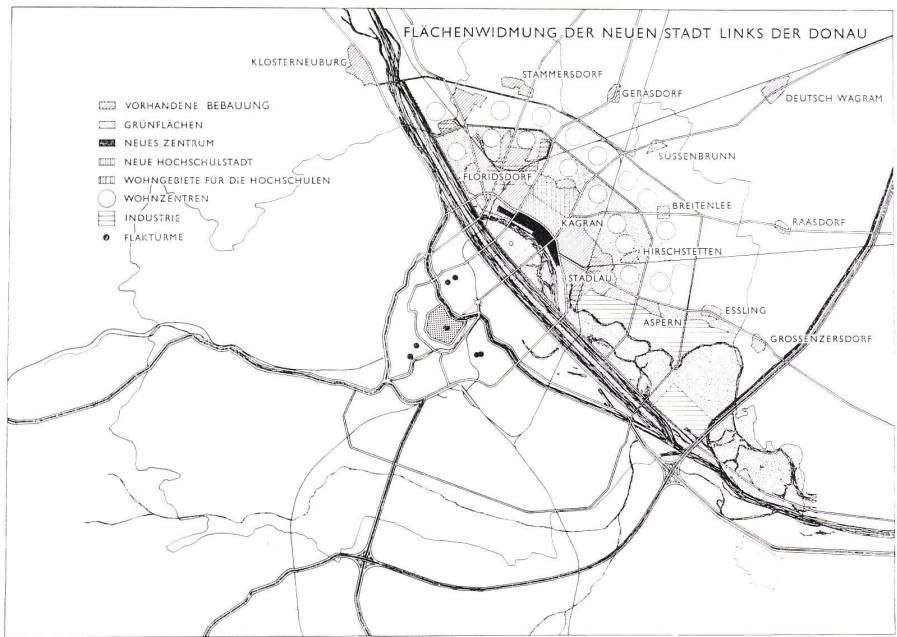 FLÄCHENWIDMUNG DER NEUEN STADT LINKS DER DONAU
KLOSTERNEUBURG
STAMMERSDORF
GERASDORF
DEUTSCH WAGRAM
VORHANDENE BEBAUUNG
GRÜNFLÄCHEN
NEUES ZENTRUM
NEUE HOCHSCHULSTADT
WOHNGEBIETE FÜR DIE HOCHSCHULEN
WOHNZENTREN
INDUSTRIE
FLAKTÜRME
SÜSSENBRUNN
FLORIDSDORF
BREITENLEE
KAGRAN
RAASDORF
HIRSCHSTETTEN
STADLAU
ESSLING
ASPERN
GROSSENZERSDORF